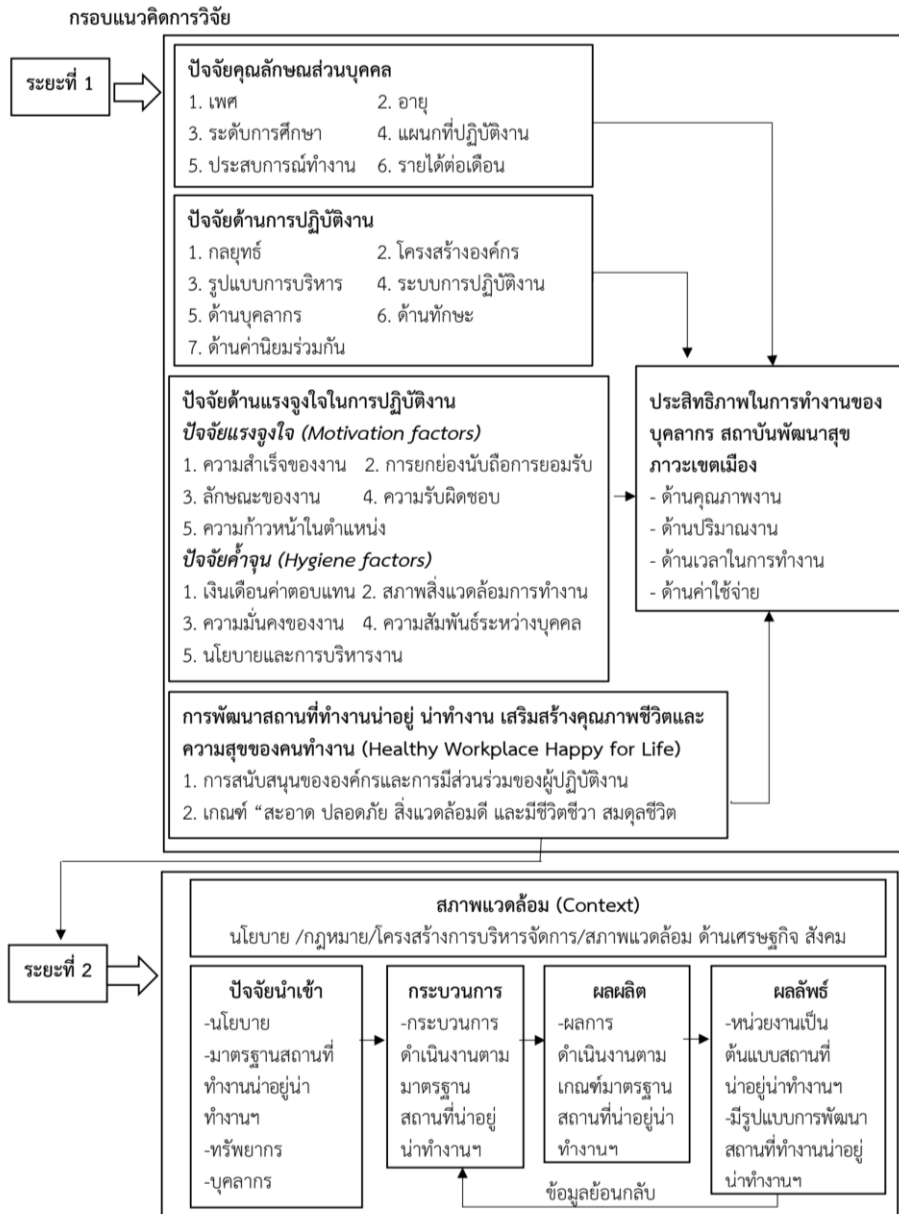 กรอบแนวคิดการวิจัย
ระยะที่ 1
ปัจจัยคุณลักษณส่วนบุคคล
1. เพศ 2. อายุ
3. ระดับการศึกษา 4. แผนกที่ปฏิบัติงาน
5. ประสบการณ์ทำงาน 6. รายได้ต่อเดือน
ปัจจัยด้านการปฏิบัติงาน
1. กลยุทธ์ 2. โครงสร้างองค์กร
3. รูปแบบการบริหาร 4. ระบบการปฏิบัติงาน
5. ด้านบุคลากร 6. ด้านทักษะ
7. ด้านค่านิยมร่วมกัน
ปัจจัยด้านแรงจูงใจในการปฏิบัติงาน
ปัจจัยแรงจูงใจ (Motivation factors)
1. ความสำเร็จของงาน 2. การยกย่องนับถือการยอมรับ
3. ลักษณะของงาน 4. ความรับผิดชอบ
5. ความก้าวหน้าในตำแหน่ง
ปัจจัยค้ำจุน (Hygiene factors)
1. เงินเดือนค่าตอบแทน 2. สภาพสิ่งแวดล้อมการทำงาน
3. ความมั่นคงของงาน 4. ความสัมพันธ์ระหว่างบุคคล
5. นโยบายและการบริหารงาน
การพัฒนาสถานที่ทำงานน่าอยู่ น่าทำงาน เสริมสร้างคุณภาพชีวิตและ
ความสุขของคนทำงาน (Healthy Workplace Happy for Life)
1. การสนับสนุนขององค์กรและการมีส่วนร่วมของผู้ปฏิบัติงาน
2. เกณฑ์ “สะอาด ปลอดภัย สิ่งแวดล้อมดี และมีชีวิตชีวา สมดุลชีวิต
ประสิทธิภาพในการทำงานของ
บุคลากร สถาบันพัฒนาสุข
ภาวะเขตเมือง
- ด้านคุณภาพงาน
- ด้านปริมาณงาน
- ด้านเวลาในการทำงาน
- ด้านค่าใช้จ่าย
ระยะที่ 2
สภาพแวดล้อม (Context)
นโยบาย /กฎหมาย/โครงสร้างการบริหารจัดการ/สภาพแวดล้อม ด้านเศรษฐกิจ สังคม
ปัจจัยนำเข้า
-นโยบาย
-มาตรฐานสถานที่
ทำงานน่าอยู่น่า
ทำงานฯ
-ทรัพยากร
-บุคลากร
กระบวนการ
-กระบวนการ
ดำเนินงานตาม
มาตรฐาน
สถานที่น่าอยู่
น่าทำงานฯ
ผลผลิต
-ผลการ
ดำเนินงานตาม
เกณฑ์มาตรฐาน
สถานที่น่าอยู่น่า
ทำงานฯ
ผลลัพธ์
-หน่วยงานเป็น
ต้นแบบสถานที่
น่าอยู่น่าทำงานฯ
-มีรูปแบบการพัฒนา
สถานที่ทำงานน่าอยู่
น่าทำงานฯ
ข้อมูลย้อนกลับ